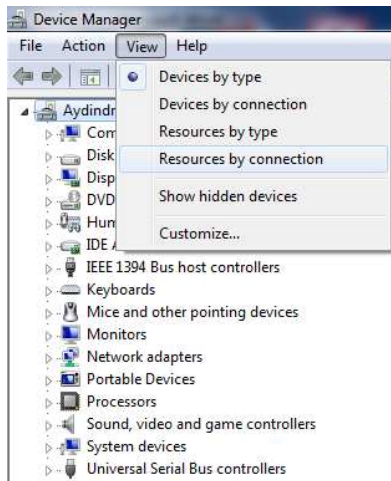 Device Manager
File Action View Help
Devices by type
Devices by connection
Resources by type
Resources by connection
Show hidden devices
Customize...
Aydindr
Com
Disk
Disp
DVD
Hum
IDE A
IEEE 1394 Bus host controllers
Keyboards
Mice and other pointing devices
Monitors
Network adapters
Portable Devices
Processors
Sound, video and game controllers
System devices
Universal Serial Bus controllers